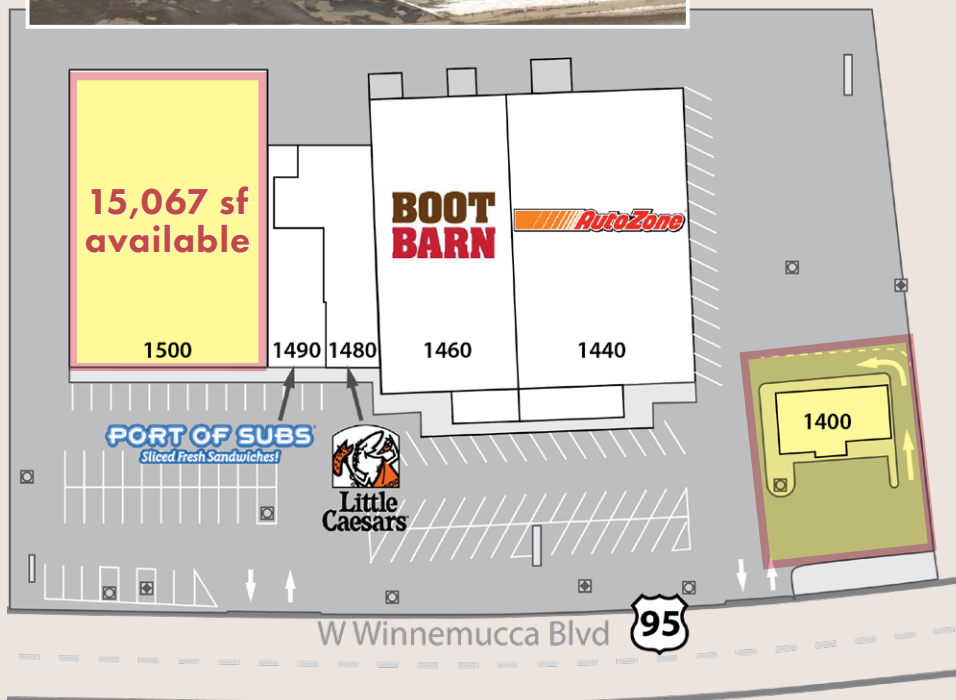 15,067 sf
available
1500
1490
1480
1460
1440
BOOT
BARN
AutoZone
1400
PORT OF SUBS
Sliced Fresh Sandwiches!
Little
Caesars
W Winnemucca Blvd
95